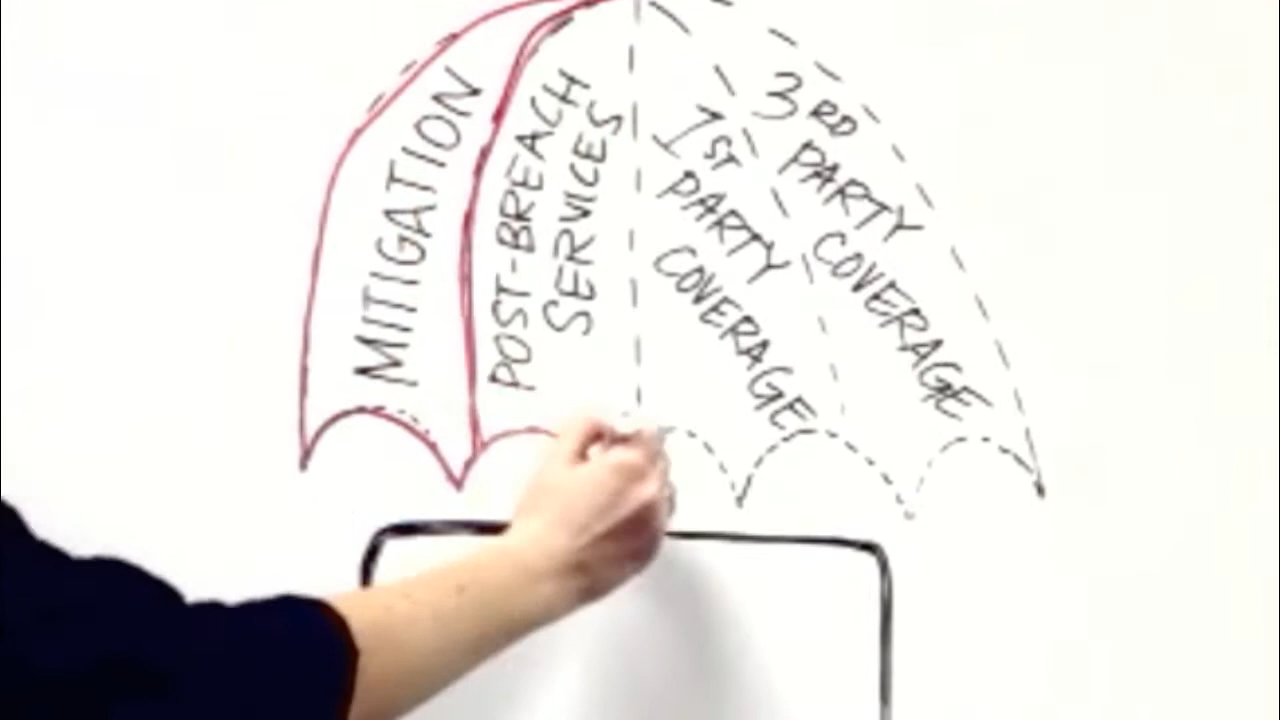 MITIGATION
POST-BREACH
SERVICES
1ST
PARTY
COVERAGE
3RD
PARTY
COVERAGE